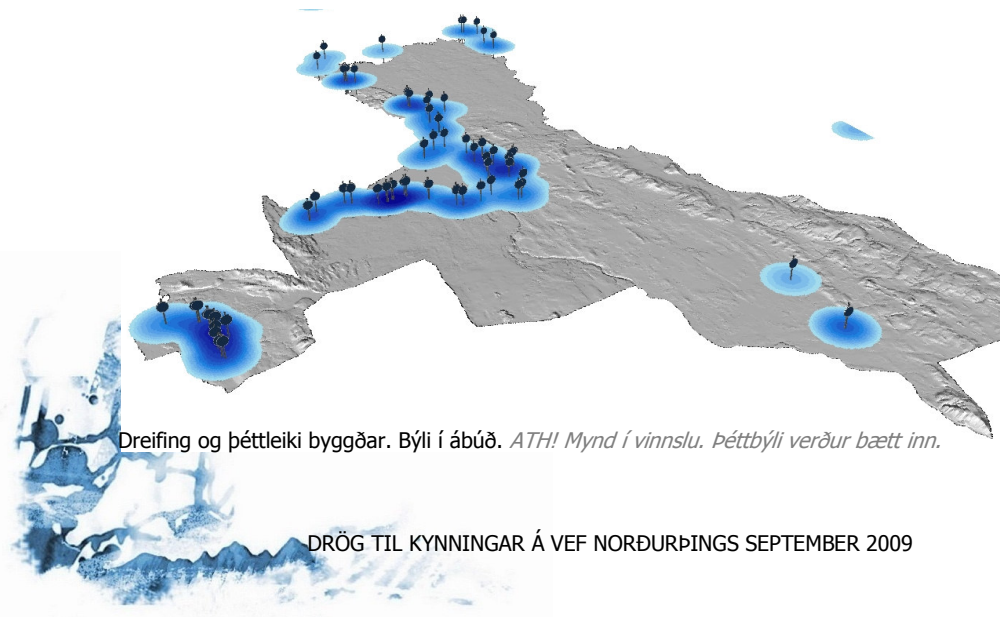 Dreifing og þéttleiki byggðar. Býli í ábúð. ATH! Mynd í vinnslu. Þéttbýli verður bætt inn.
DRÖG TIL KYNNINGAR Á VEF NORÐURÞINGS SEPTEMBER 2009